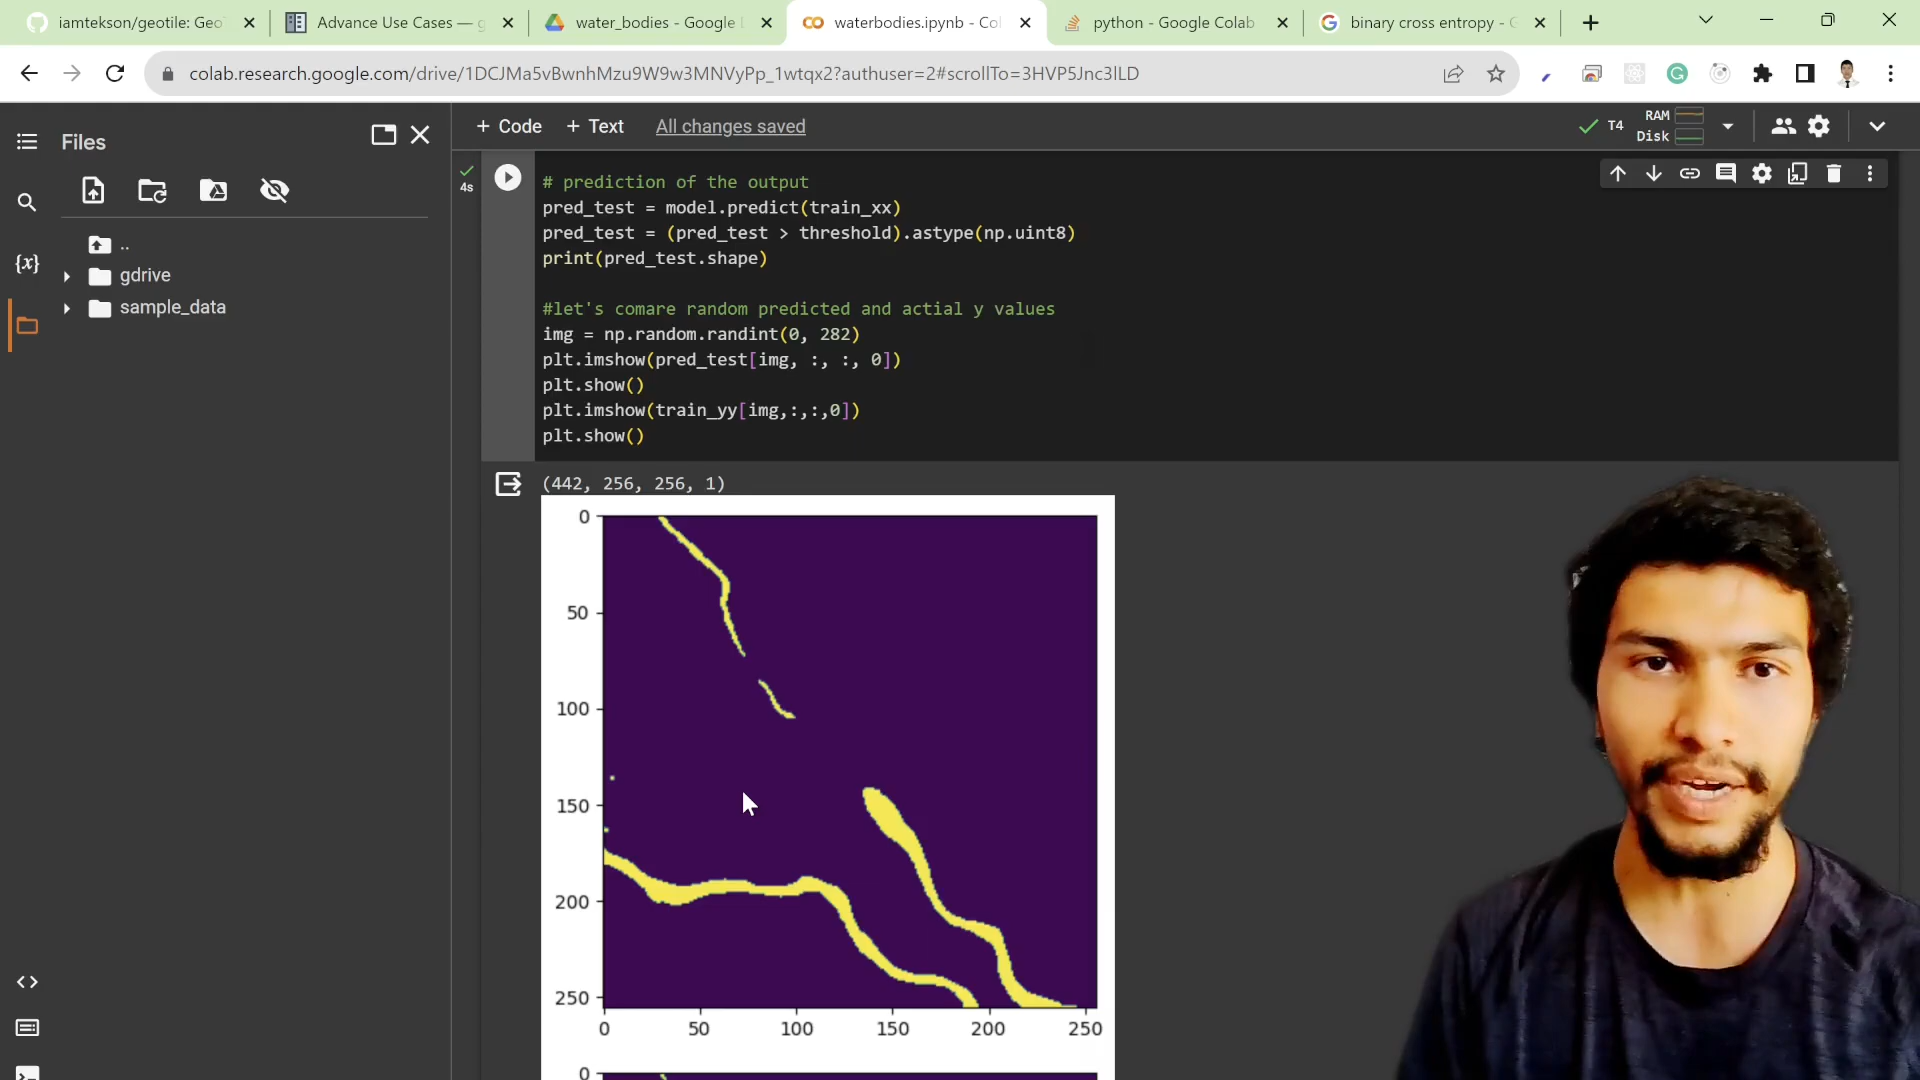 iamtekson/geotile: Geo
Advance Use Cases — g
water_bodies - Google
waterbodies.ipynb - Co
python - Google Colab
binary cross entropy - G
colab.research.google.com/drive/1DCJMa5vBwnhMzu9W9w3MNVyPp_1wtqx2?authuser=2#scrollTo=3HVP5Jnc3lLD
Files
+ Code
+ Text
All changes saved
T4
RAM
Disk
{x}
..
gdrive
sample_data
4s
# prediction of the output
pred_test = model.predict(train_xx)
pred_test = (pred_test > threshold).astype(np.uint8)
print(pred_test.shape)
#let's comare random predicted and actial y values
img = np.random.randint(0, 282)
plt.imshow(pred_test[img, :, :, 0])
plt.show()
plt.imshow(train_yy[img,:,:,0])
plt.show()
(442, 256, 256, 1)
0
50
100
150
200
250
0
50
100
150
200
250
0